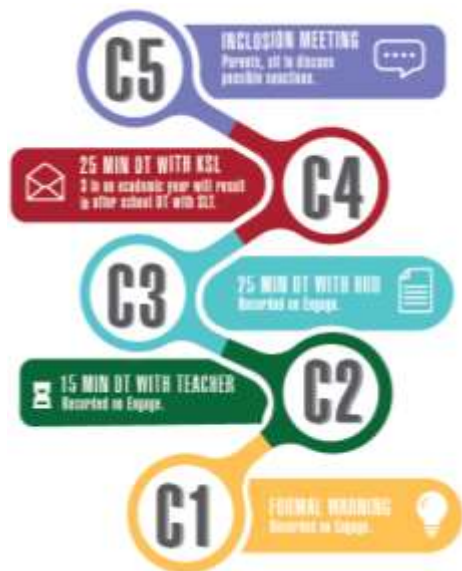 C5
INCLUSION MEETING
Parents, slt to discuss
possible sanctions.
25 MIN DT WITH KSL
3 in an academic year will result
in after school DT with SLT.
C4
C3
25 MIN DT WITH
Recorded on Engage.
15 MIN DT WITH TEACHER
Recorded on Engage.
C2
C1
FORMAL WARNING
Recorded on Engage.